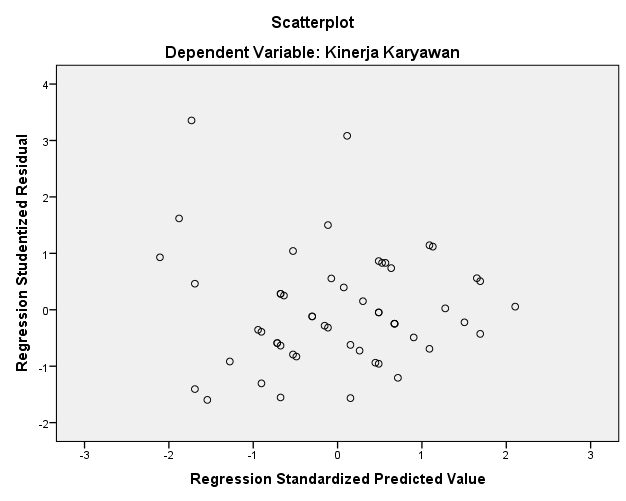 Scatterplot
Dependent Variable: Kinerja Karyawan
Regression Studentized Residual
4
3
2
1
0
-1
-2
-3 -2 -1 0 1 2 3
Regression Standardized Predicted Value